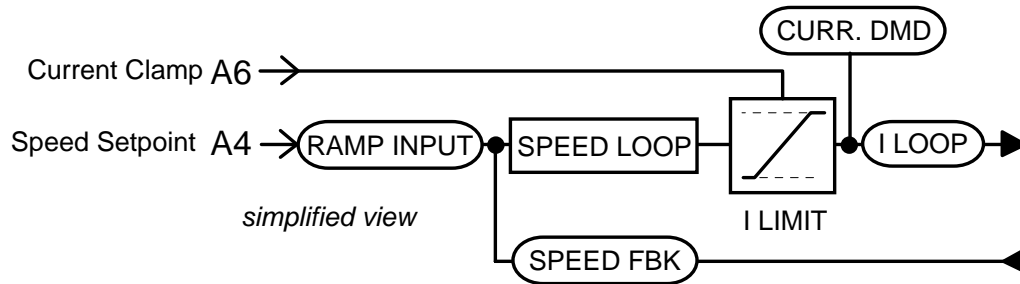 CURR. DMD
Current Clamp A6
Speed Setpoint A4
RAMP INPUT
SPEED LOOP
I LOOP
simplified view
I LIMIT
SPEED FBK